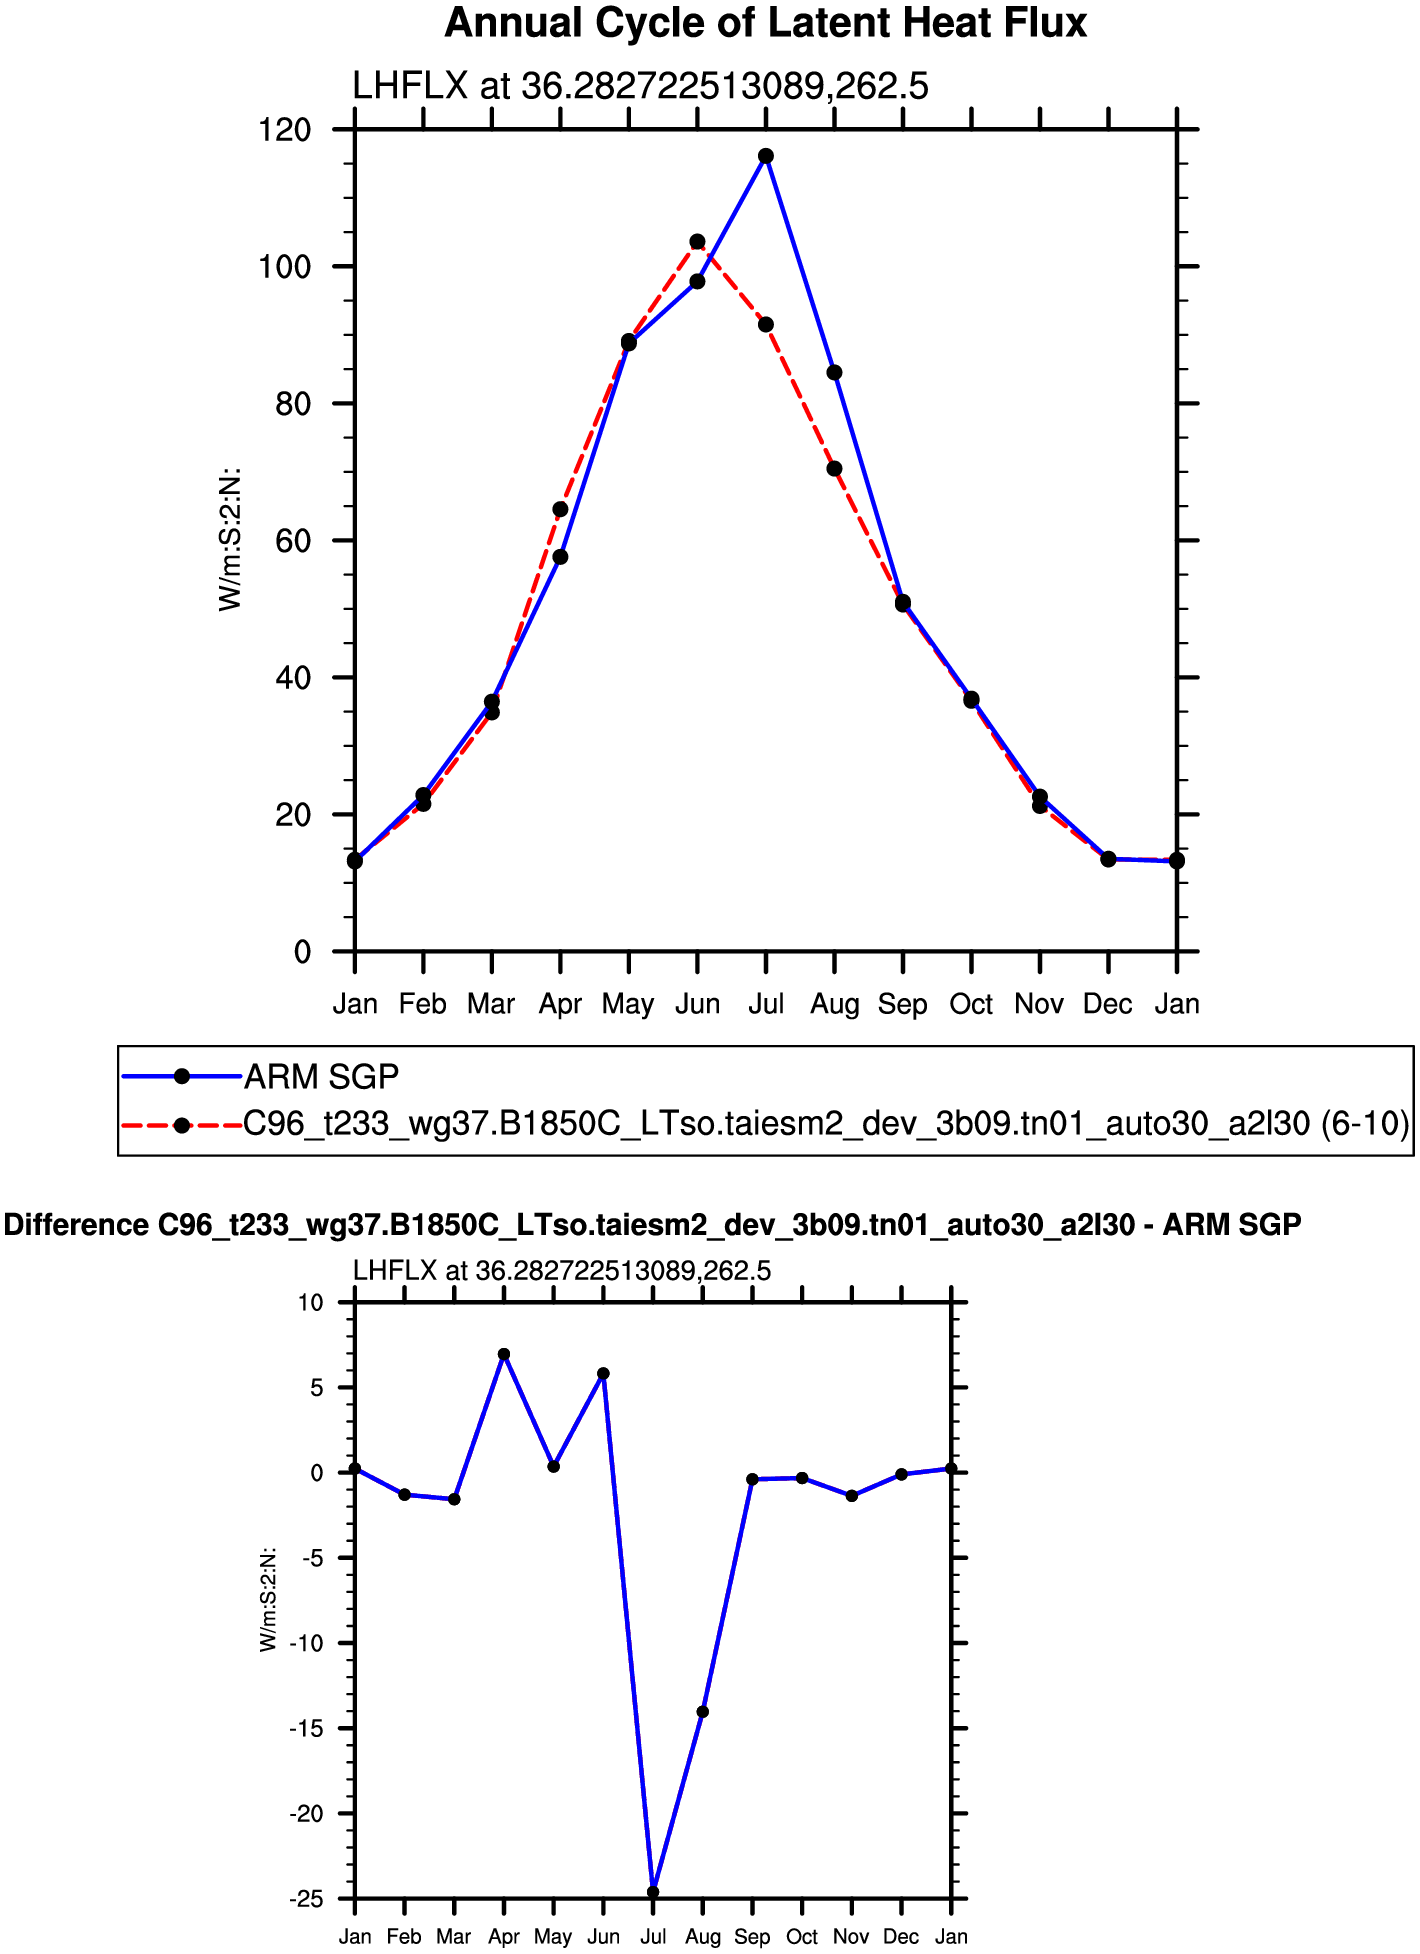 Annual Cycle of Latent Heat Flux
LHFLX at 36.282722513089,262.5
120
100
80
60
40
20
0
W/m:S:2:N:
Jan Feb Mar Apr May Jun Jul Aug Sep Oct Nov Dec Jan
ARM SGP
C96_t233_wg37.B1850C_LTso.taiesm2_dev_3b09.tn01_auto30_a2l30 (6-10)
Difference C96_t233_wg37.B1850C_LTso.taiesm2_dev_3b09.tn01_auto30_a2l30 - ARM SGP
LHFLX at 36.282722513089,262.5
10
5
0
-5
-10
-15
-20
-25
W/m:S:2:N:
Jan Feb Mar Apr May Jun Jul Aug Sep Oct Nov Dec Jan